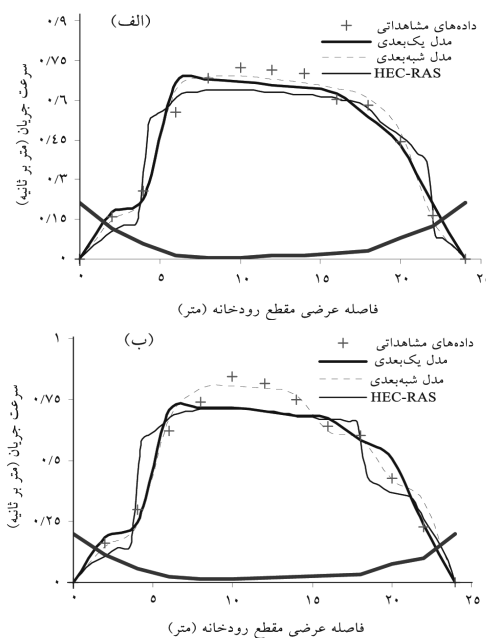 (الف)
داده‌های مشاهداتی
مدل یک‌بعدی
مدل شبه‌بعدی
HEC-RAS
سرعت جریان (متر بر ثانیه)
۰/۹
۰/۷۵
۰/۶
۰/۴۵
۰/۳
۰/۱۵
۰
۰ ۵ ۱۰ ۱۵ ۲۰ ۲۵
فاصله عرضی مقطع رودخانه (متر)
(ب)
داده‌های مشاهداتی
مدل یک‌بعدی
مدل شبه‌بعدی
HEC-RAS
سرعت جریان (متر بر ثانیه)
۱
۰/۷۵
۰/۵
۰/۲۵
۰
۰ ۵ ۱۰ ۱۵ ۲۰ ۲۵
فاصله عرضی مقطع رودخانه (متر)